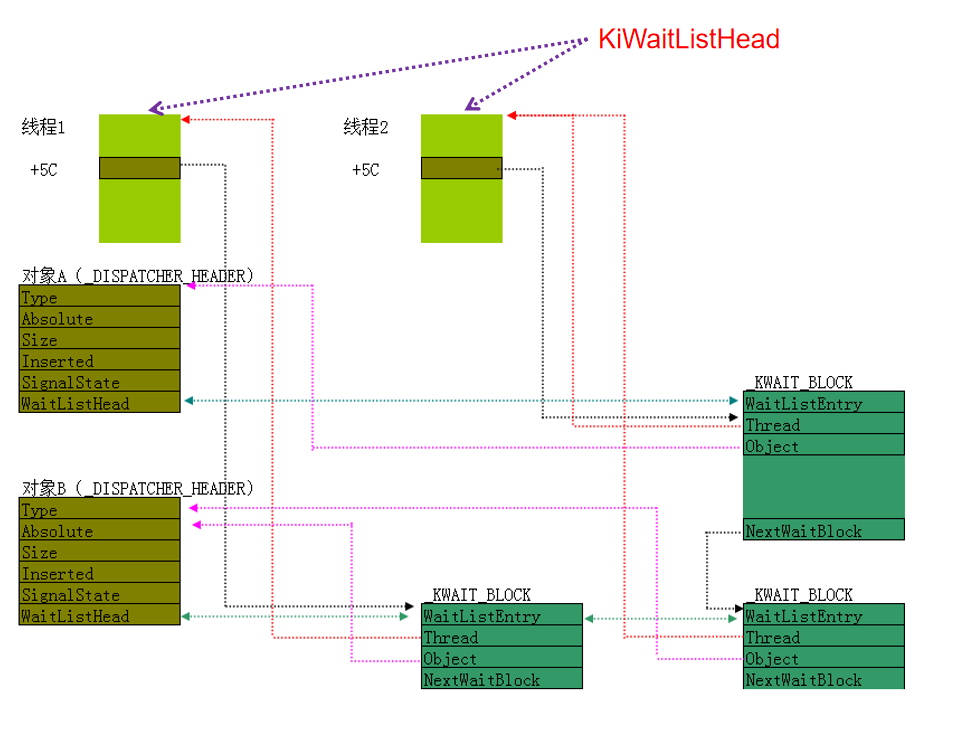 KiWaitListHead
线程1
线程2
+5C
+5C
对象A (_DISPATCHER_HEADER)
Type
Absolute
Size
Inserted
SignalState
WaitListHead
_KWAIT_BLOCK
WaitListEntry
Thread
Object
NextWaitBlock
对象B (_DISPATCHER_HEADER)
Type
Absolute
Size
Inserted
SignalState
WaitListHead
_KWAIT_BLOCK
WaitListEntry
Thread
Object
NextWaitBlock
_KWAIT_BLOCK
WaitListEntry
Thread
Object
NextWaitBlock